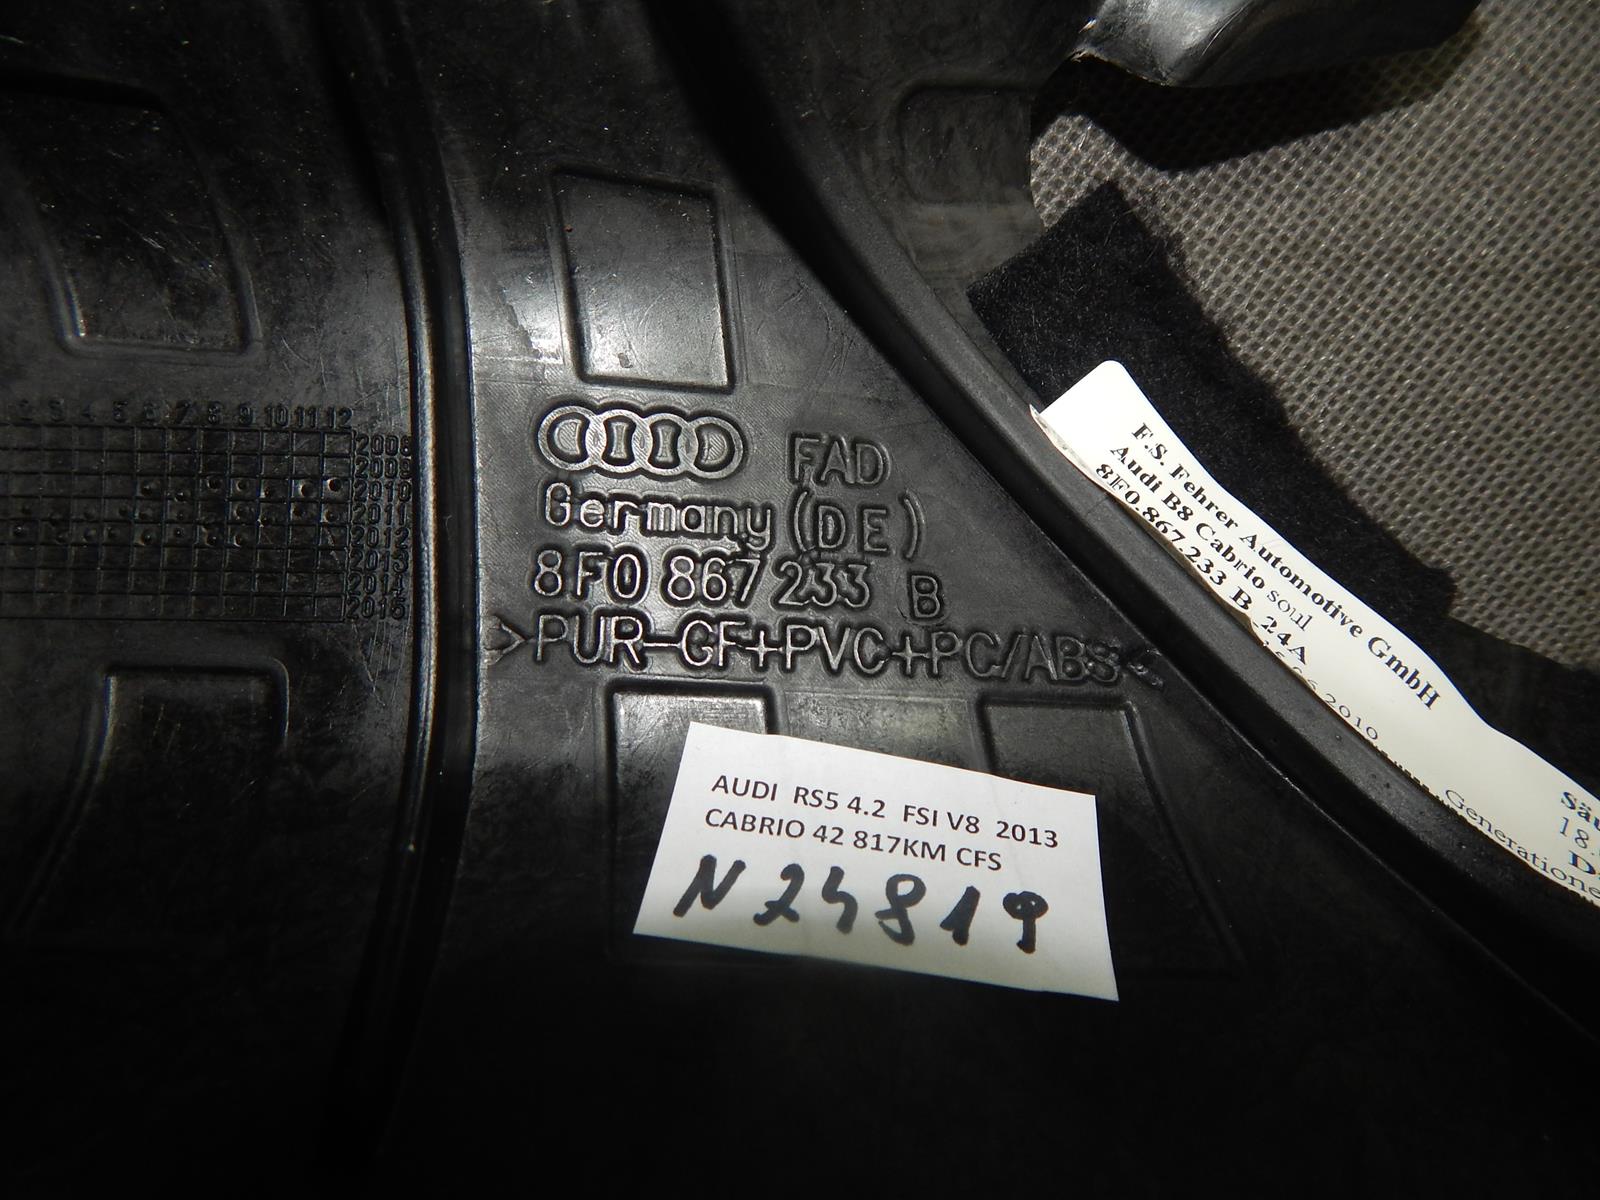 2 3 4 5 6 7 8 9 10 11 12
2008
2009
2010
2011
2012
2013
2014
2015
FAD
Germany (DE)
8F0 867 233 B
>PUR-GF+PVC+PC/ABS<
F.S. Fehrer Automotive GmbH
Audi B8 Cabrio soul
8F0.867.233 B 24A
2010
Generation
AUDI RS5 4.2 FSI V8 2013
CABRIO 42 817KM CFS
N24819